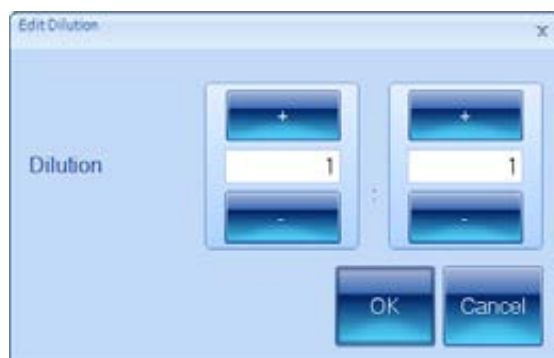 Edit Dilution
x
+ +
Dilution 1 : 1
- -
OK Cancel